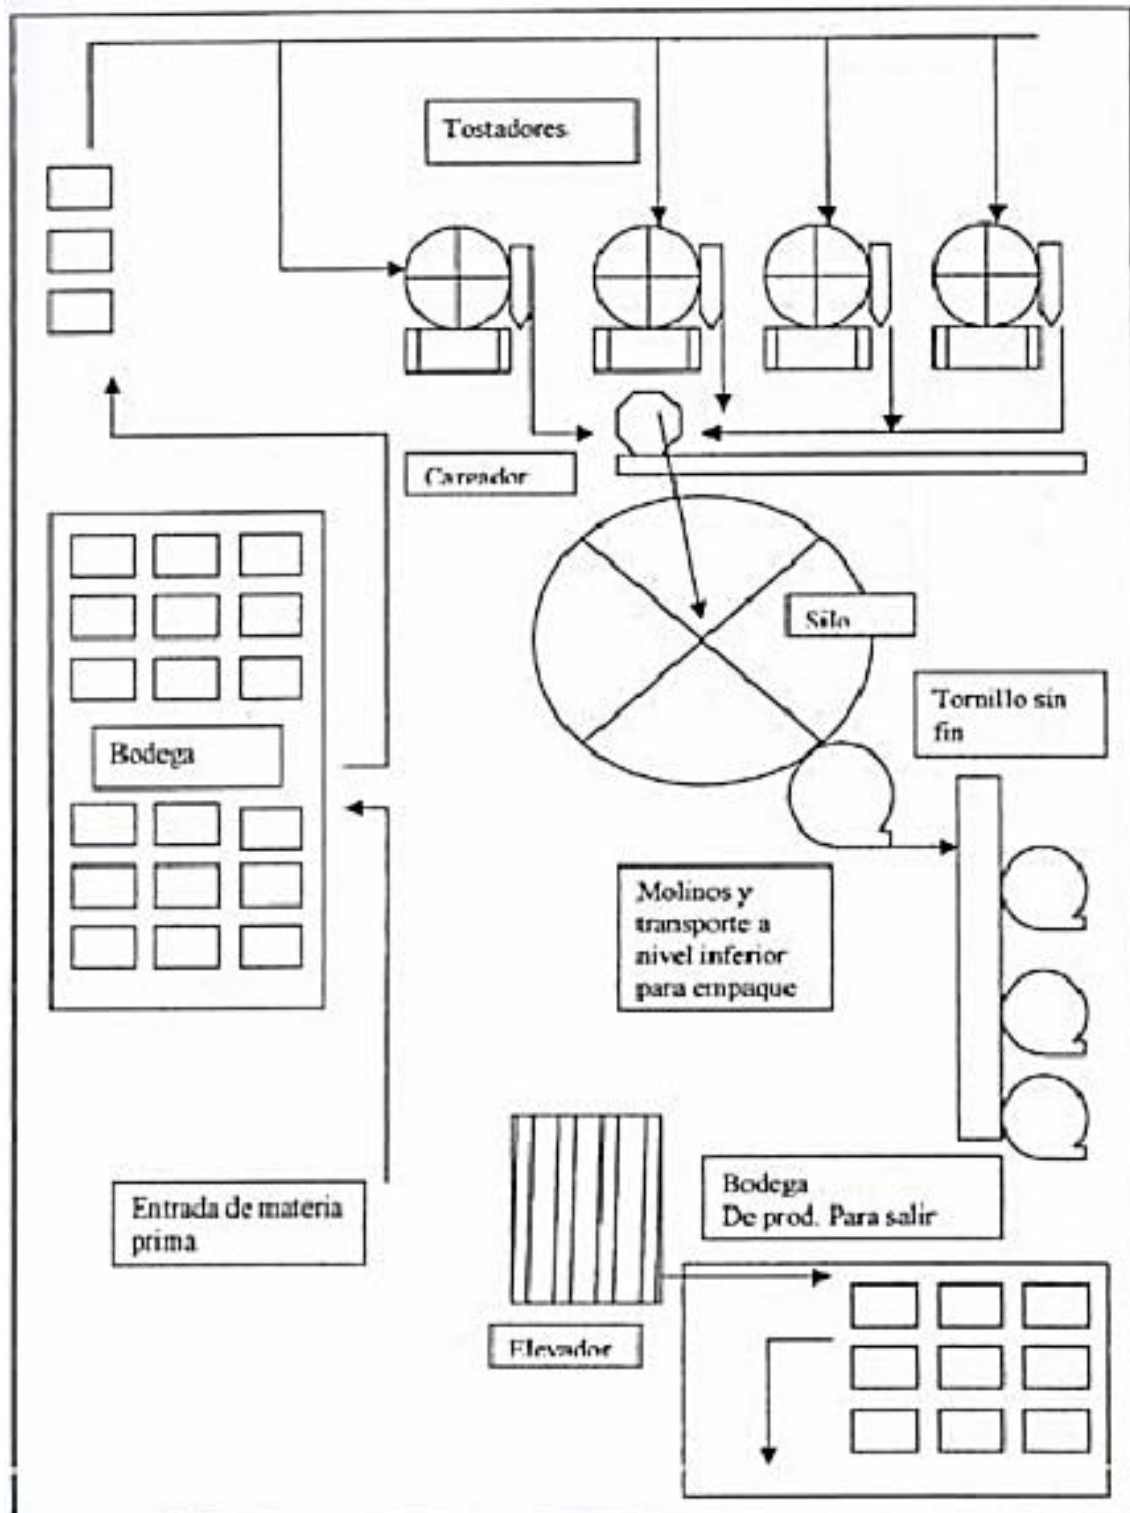 Tostadores
Careador
Silo
Tornillo sin
fin
Bodega
Molinos y
transporte a
nivel inferior
para empaque
Entrada de materia
prima
Bodega
De prod. Para salir
Elevador